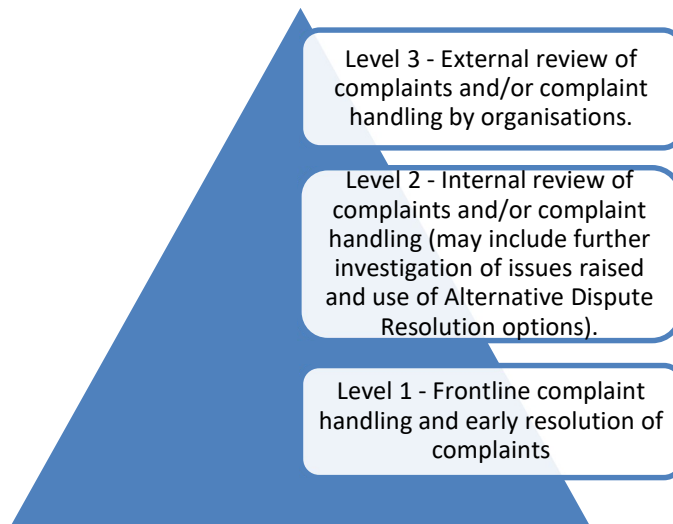 Level 3 - External review of
complaints and/or complaint
handling by organisations.
Level 2 - Internal review of
complaints and/or complaint
handling (may include further
investigation of issues raised
and use of Alternative Dispute
Resolution options).
Level 1 - Frontline complaint
handling and early resolution of
complaints